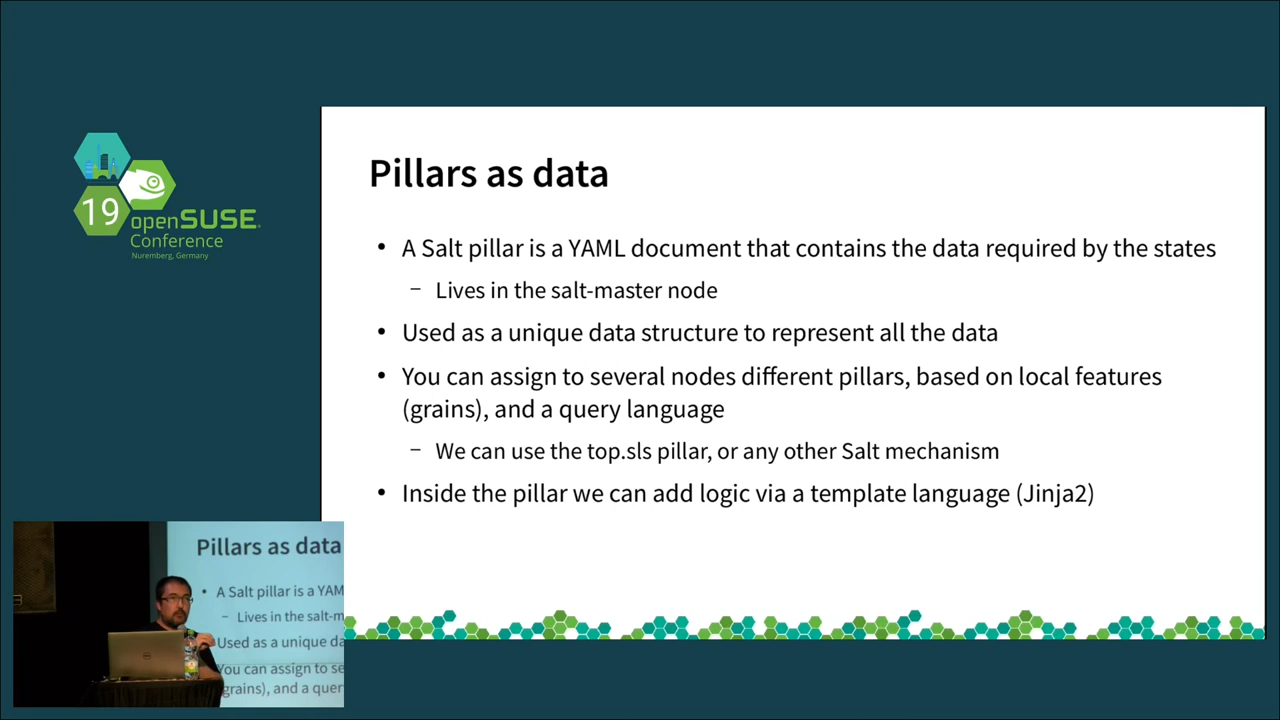 19
openSUSE
Conference
Nuremberg, Germany
Pillars as data
• A Salt pillar is a YAML document that contains the data required by the states
– Lives in the salt-master node
• Used as a unique data structure to represent all the data
• You can assign to several nodes different pillars, based on local features
(grains), and a query language
– We can use the top.sls pillar, or any other Salt mechanism
• Inside the pillar we can add logic via a template language (Jinja2)
Pillars as data
• A Salt pillar is a YAM
– Lives in the salt-m
Used as a unique da
You can assign to se
grains), and a quer